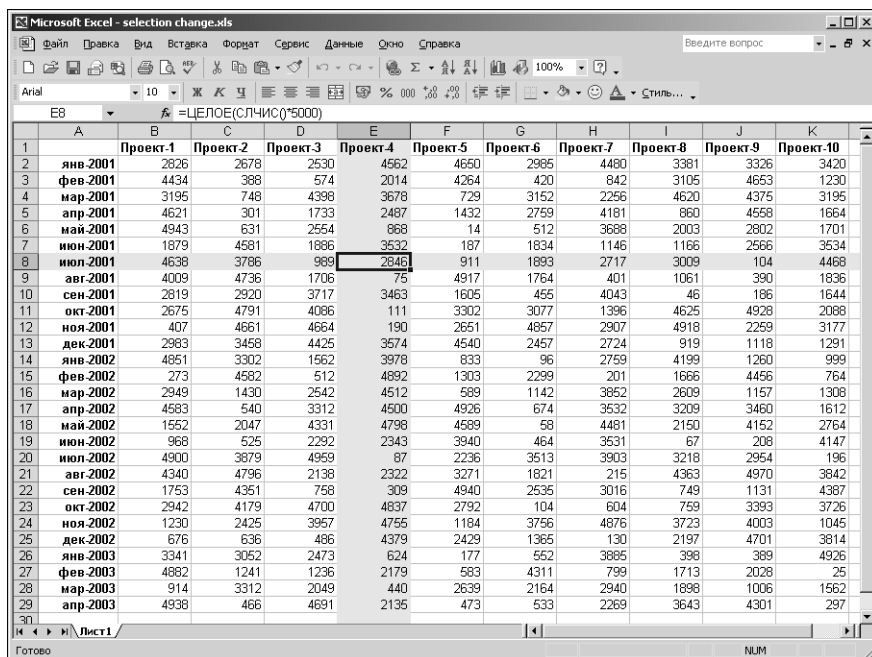 Microsoft Excel - selection change.xls
Файл Правка Вид Вставка Формат Сервис Данные Окно Справка Введите вопрос
100%
Arial 10 Ж К Ч % 000 Стиль...
E8 fx =ЦЕЛОЕ(СЛЧИС()*5000)
A B C D E F G H I J K
1 Проект-1 Проект-2 Проект-3 Проект-4 Проект-5 Проект-6 Проект-7 Проект-8 Проект-9 Проект-10
2 янв-2001 2826 2678 2530 4562 4650 2985 4480 3381 3326 3420
3 фев-2001 4434 388 574 2014 4264 420 842 3105 4653 1230
4 мар-2001 3195 748 4398 3678 729 3152 2256 4620 4375 3195
5 апр-2001 4621 301 1733 2487 1432 2759 4181 860 4558 1664
6 май-2001 4943 631 2554 868 14 512 3688 2003 2802 1701
7 июн-2001 1879 4581 1886 3532 187 1834 1146 1166 2566 3534
8 июл-2001 4638 3786 989 2846 911 1893 2717 3009 104 4468
9 авг-2001 4009 4736 1706 75 4917 1764 401 1061 390 1836
10 сен-2001 2819 2920 3717 3463 1605 455 4043 46 186 1644
11 окт-2001 2675 4791 4086 111 3302 3077 1396 4625 4928 2088
12 ноя-2001 407 4661 4664 190 2651 4857 2907 4918 2259 3177
13 дек-2001 2983 3458 4425 3574 4540 2457 2724 919 1118 1291
14 янв-2002 4851 3302 1562 3978 833 96 2759 4199 1260 999
15 фев-2002 273 4582 512 4892 1303 2299 201 1666 4456 764
16 мар-2002 2949 1430 2542 4512 589 1142 3852 2609 1157 1308
17 апр-2002 4583 540 3312 4500 4926 674 3532 3209 3460 1612
18 май-2002 1552 2047 4331 4798 4589 58 4481 2150 4152 2764
19 июн-2002 968 525 2292 2343 3940 464 3531 67 208 4147
20 июл-2002 4900 3879 4959 87 2236 3513 3903 3218 2954 196
21 авг-2002 4340 4796 2138 2322 3271 1821 215 4363 4970 3842
22 сен-2002 1753 4351 758 309 4940 2535 3016 749 1131 4387
23 окт-2002 2942 4179 4700 4837 2792 104 604 759 3393 3726
24 ноя-2002 1230 2425 3957 4755 1184 3756 4876 3723 4003 1045
25 дек-2002 676 636 486 4379 2429 1365 130 2197 4701 3814
26 янв-2003 3341 3052 2473 624 177 552 3885 398 389 4926
27 фев-2003 4882 1241 1236 2179 583 4311 799 1713 2028 25
28 мар-2003 914 3312 2049 440 2639 2164 2940 1898 1006 1562
29 апр-2003 4938 466 4691 2135 473 533 2269 3643 4301 297
30
Лист1
Готово NUM